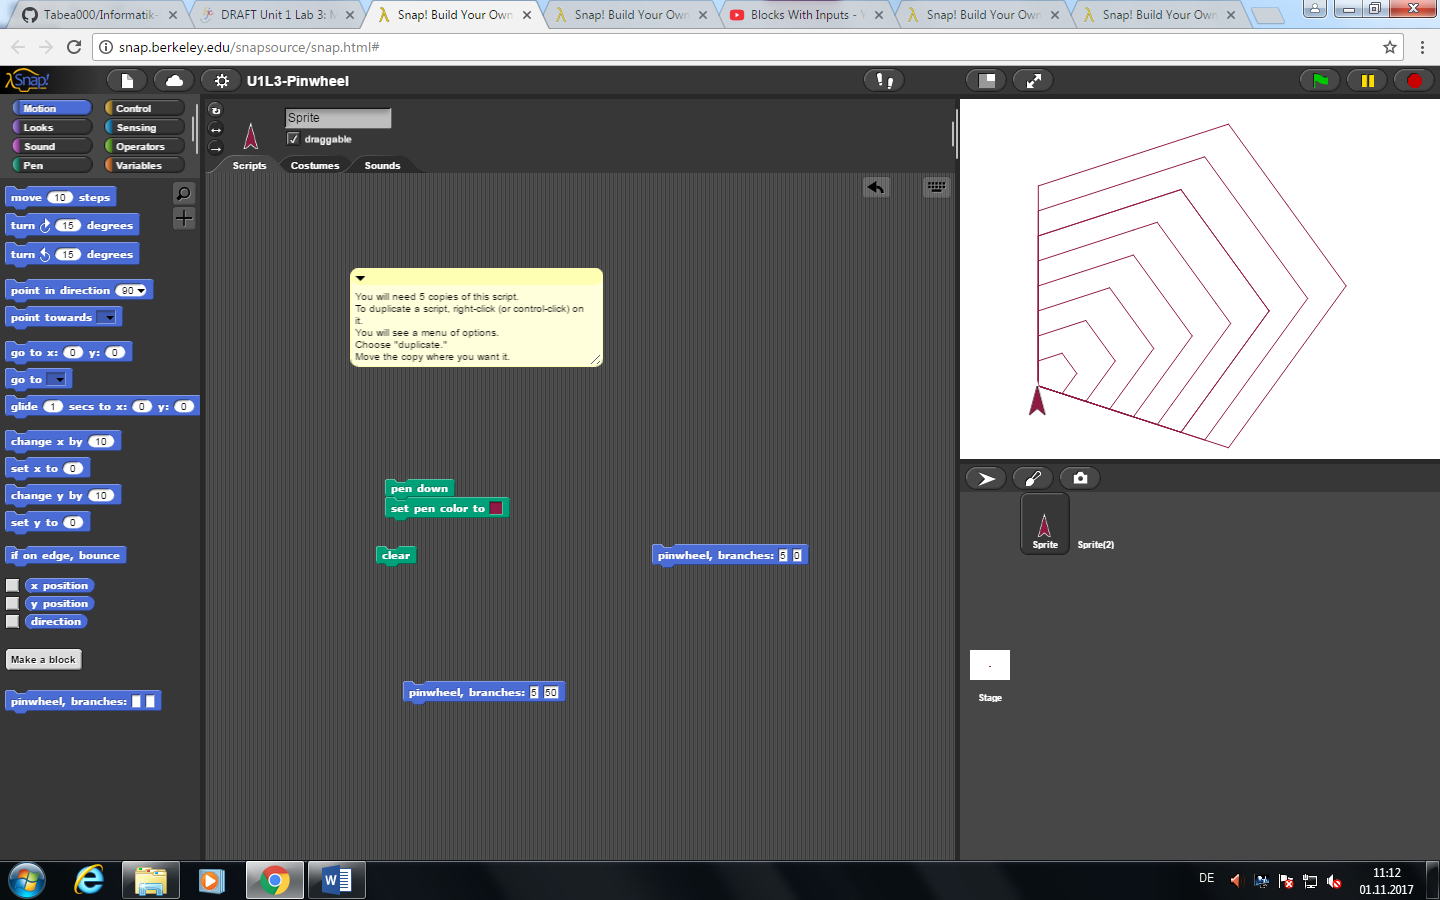 Tabea000/Informatik-
DRAFT Unit 1 Lab 3: M
Snap! Build Your Own
Snap! Build Your Own
Blocks With Inputs - Y
Snap! Build Your Own
Snap! Build Your Own
snap.berkeley.edu/snapsource/snap.html#
Snap!
U1L3-Pinwheel
Motion
Control
Looks
Sensing
Sound
Operators
Pen
Variables
Sprite
draggable
Scripts
Costumes
Sounds
move 10 steps
turn 15 degrees
turn 15 degrees
point in direction 90
point towards
go to x: 0 y: 0
go to
glide 1 secs to x: 0 y: 0
change x by 10
set x to 0
change y by 10
set y to 0
if on edge, bounce
x position
y position
direction
Make a block
pinwheel, branches:
You will need 5 copies of this script.
To duplicate a script, right-click (or control-click) on
it.
You will see a menu of options.
Choose "duplicate."
Move the copy where you want it.
pen down
set pen color to
clear
pinwheel, branches: 5 0
pinwheel, branches: 5 50
Sprite
Sprite(2)
Stage
DE
11:12
01.11.2017